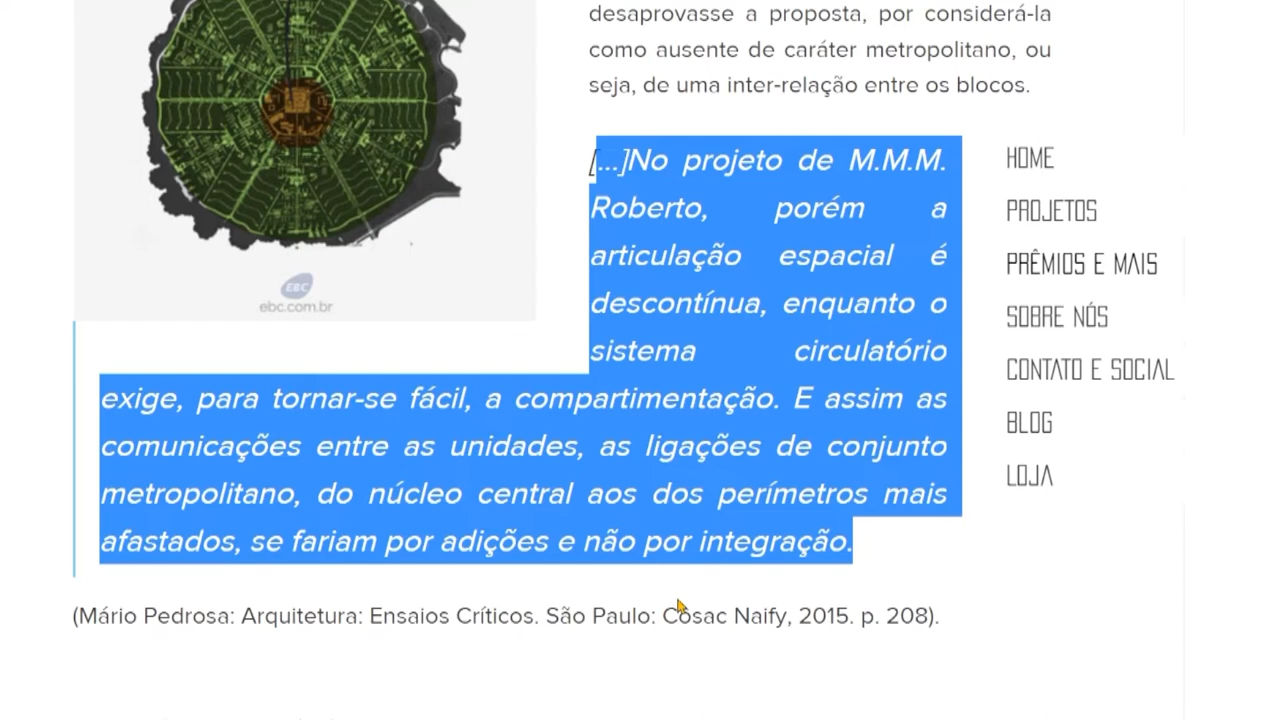 desaprovasse a proposta, por considerá-la
como ausente de caráter metropolitano, ou
seja, de uma inter-relação entre os blocos.
[...]No projeto de M.M.M.
Roberto, porém a
articulação espacial é
descontínua, enquanto o
sistema circulatório
exige, para tornar-se fácil, a compartimentação. E assim as
comunicações entre as unidades, as ligações de conjunto
metropolitano, do núcleo central aos dos perímetros mais
afastados, se fariam por adições e não por integração.
(Mário Pedrosa: Arquitetura: Ensaios Críticos. São Paulo: Cosac Naify, 2015. p. 208).
EBC
ebc.com.br
HOME
PROJETOS
PRÊMIOS E MAIS
SOBRE NÓS
CONTATO E SOCIAL
BLOG
LOJA